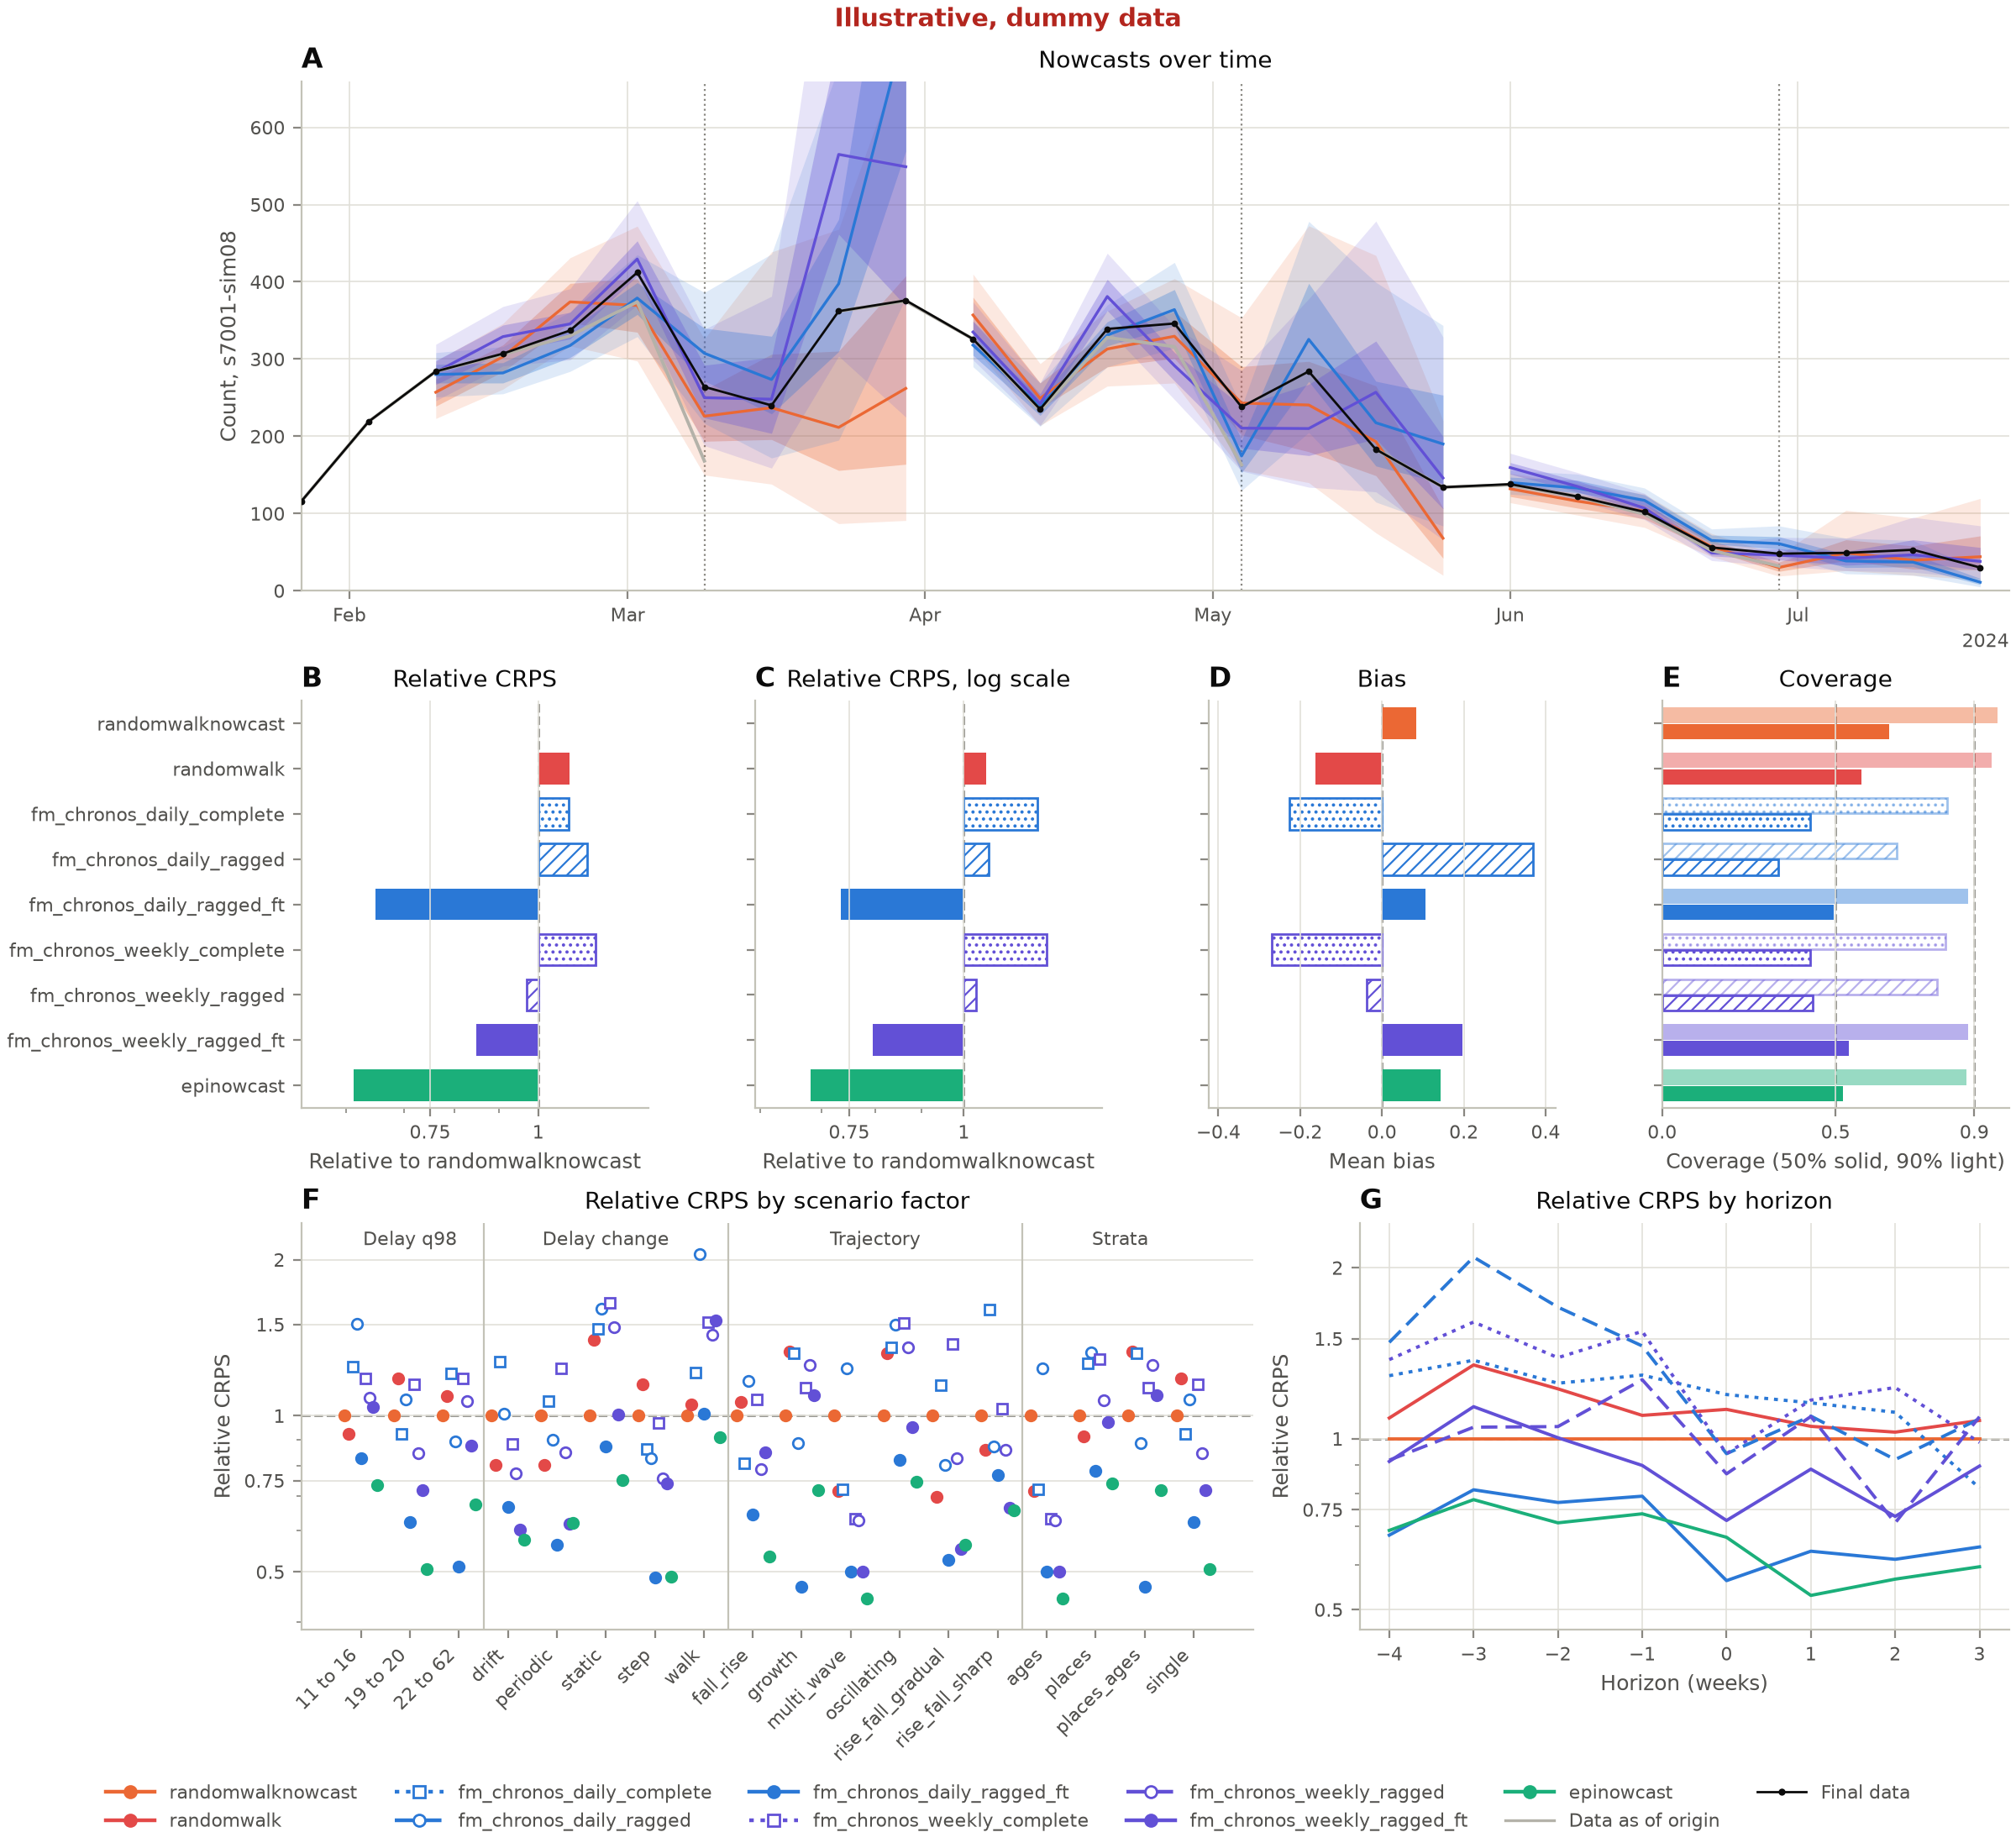 Illustrative, dummy data
A
Nowcasts over time
Count, s7001-sim08
600
500
400
300
200
100
0
Feb
Mar
Apr
May
Jun
Jul
2024
B
Relative CRPS
randomwalknowcast
randomwalk
fm_chronos_daily_complete
fm_chronos_daily_ragged
fm_chronos_daily_ragged_ft
fm_chronos_weekly_complete
fm_chronos_weekly_ragged
fm_chronos_weekly_ragged_ft
epinowcast
0.75
1
Relative to randomwalknowcast
C
Relative CRPS, log scale
0.75
1
Relative to randomwalknowcast
D
Bias
−0.4
−0.2
0.0
0.2
0.4
Mean bias
E
Coverage
0.0
0.5
0.9
Coverage (50% solid, 90% light)
F
Relative CRPS by scenario factor
Delay q98
Delay change
Trajectory
Strata
Relative CRPS
2
1.5
1
0.75
0.5
11 to 16
19 to 20
22 to 62
drift
periodic
static
step
walk
fall_rise
growth
multi_wave
oscillating
rise_fall_gradual
rise_fall_sharp
ages
places
places_ages
single
G
Relative CRPS by horizon
Relative CRPS
2
1.5
1
0.75
0.5
−4
−3
−2
−1
0
1
2
3
Horizon (weeks)
randomwalknowcast
randomwalk
fm_chronos_daily_complete
fm_chronos_daily_ragged
fm_chronos_daily_ragged_ft
fm_chronos_weekly_complete
fm_chronos_weekly_ragged
fm_chronos_weekly_ragged_ft
epinowcast
Data as of origin
Final data